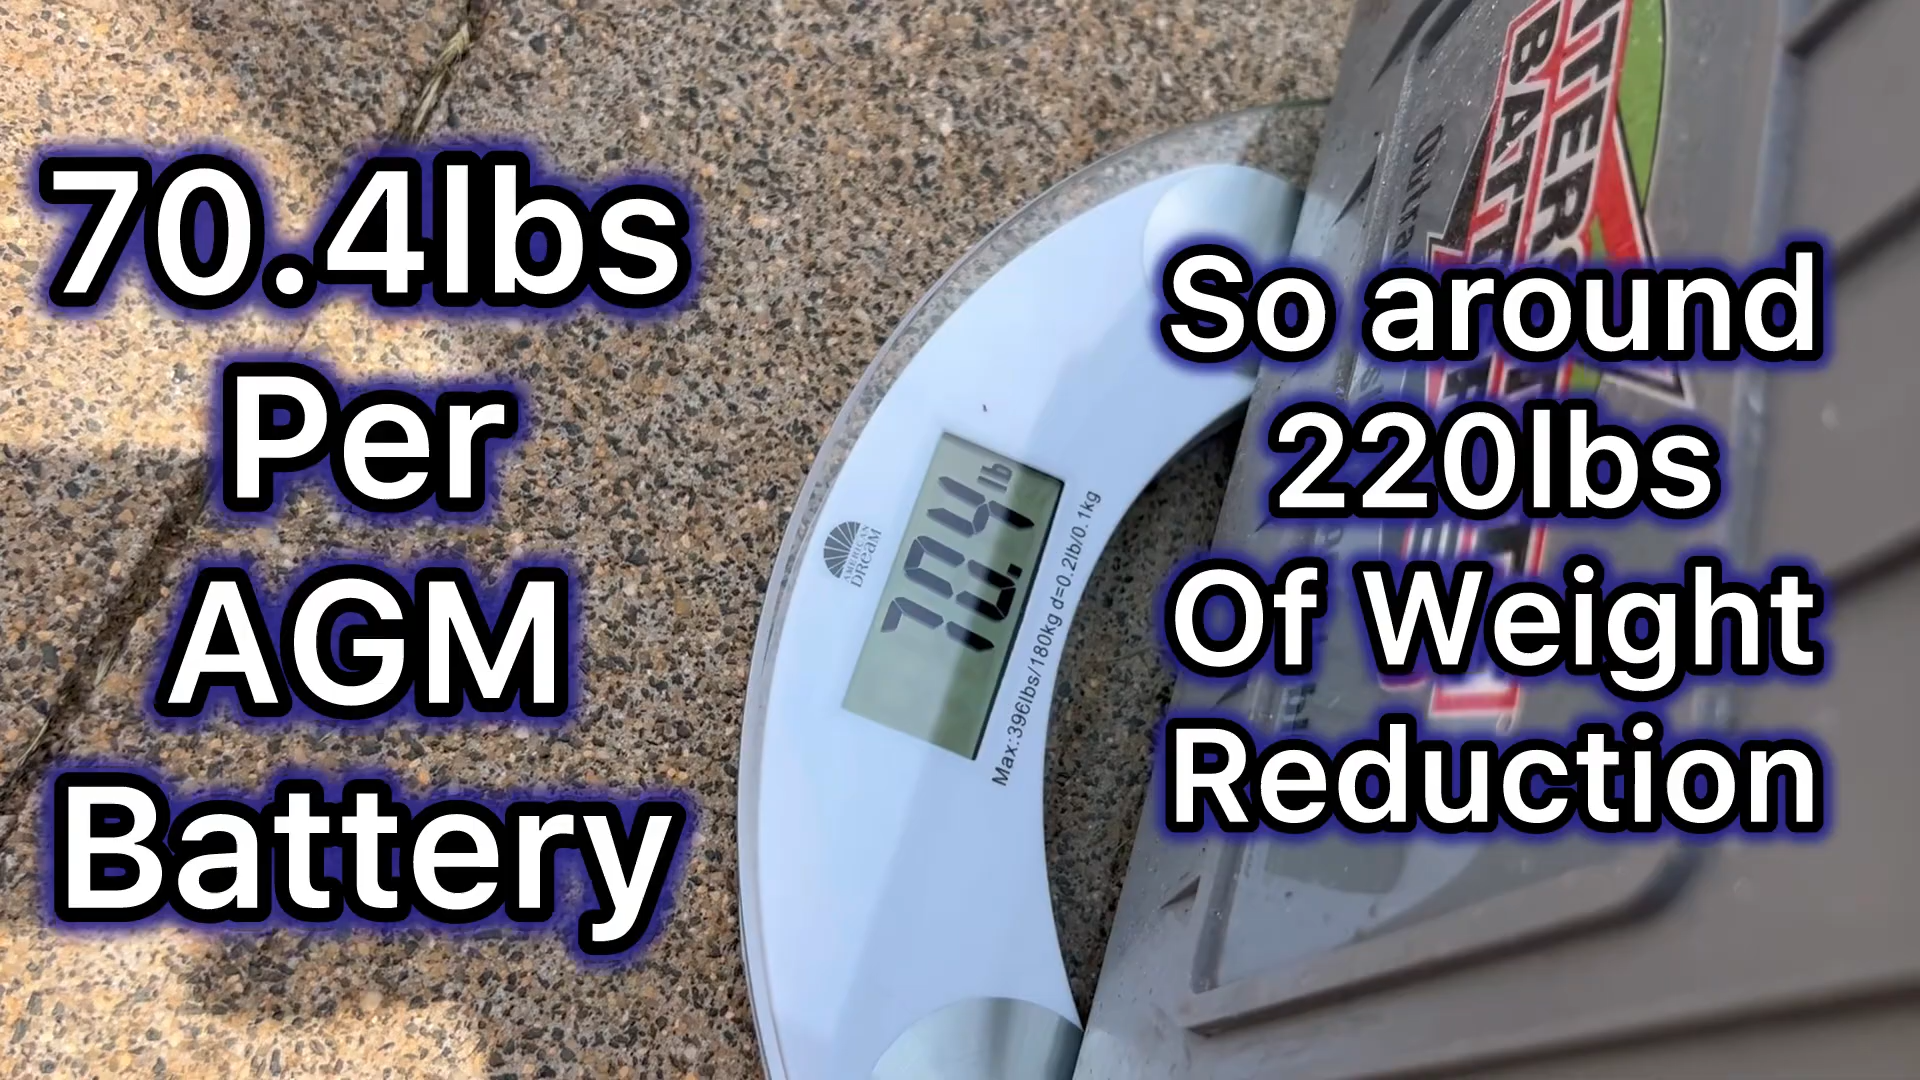 70.4lbs
Per
AGM
Battery
So around
220lbs
Of Weight
Reduction
70.4 lb
AMERICAN
DREAM
Max:396lbs/180kg d=0.2lb/0.1kg